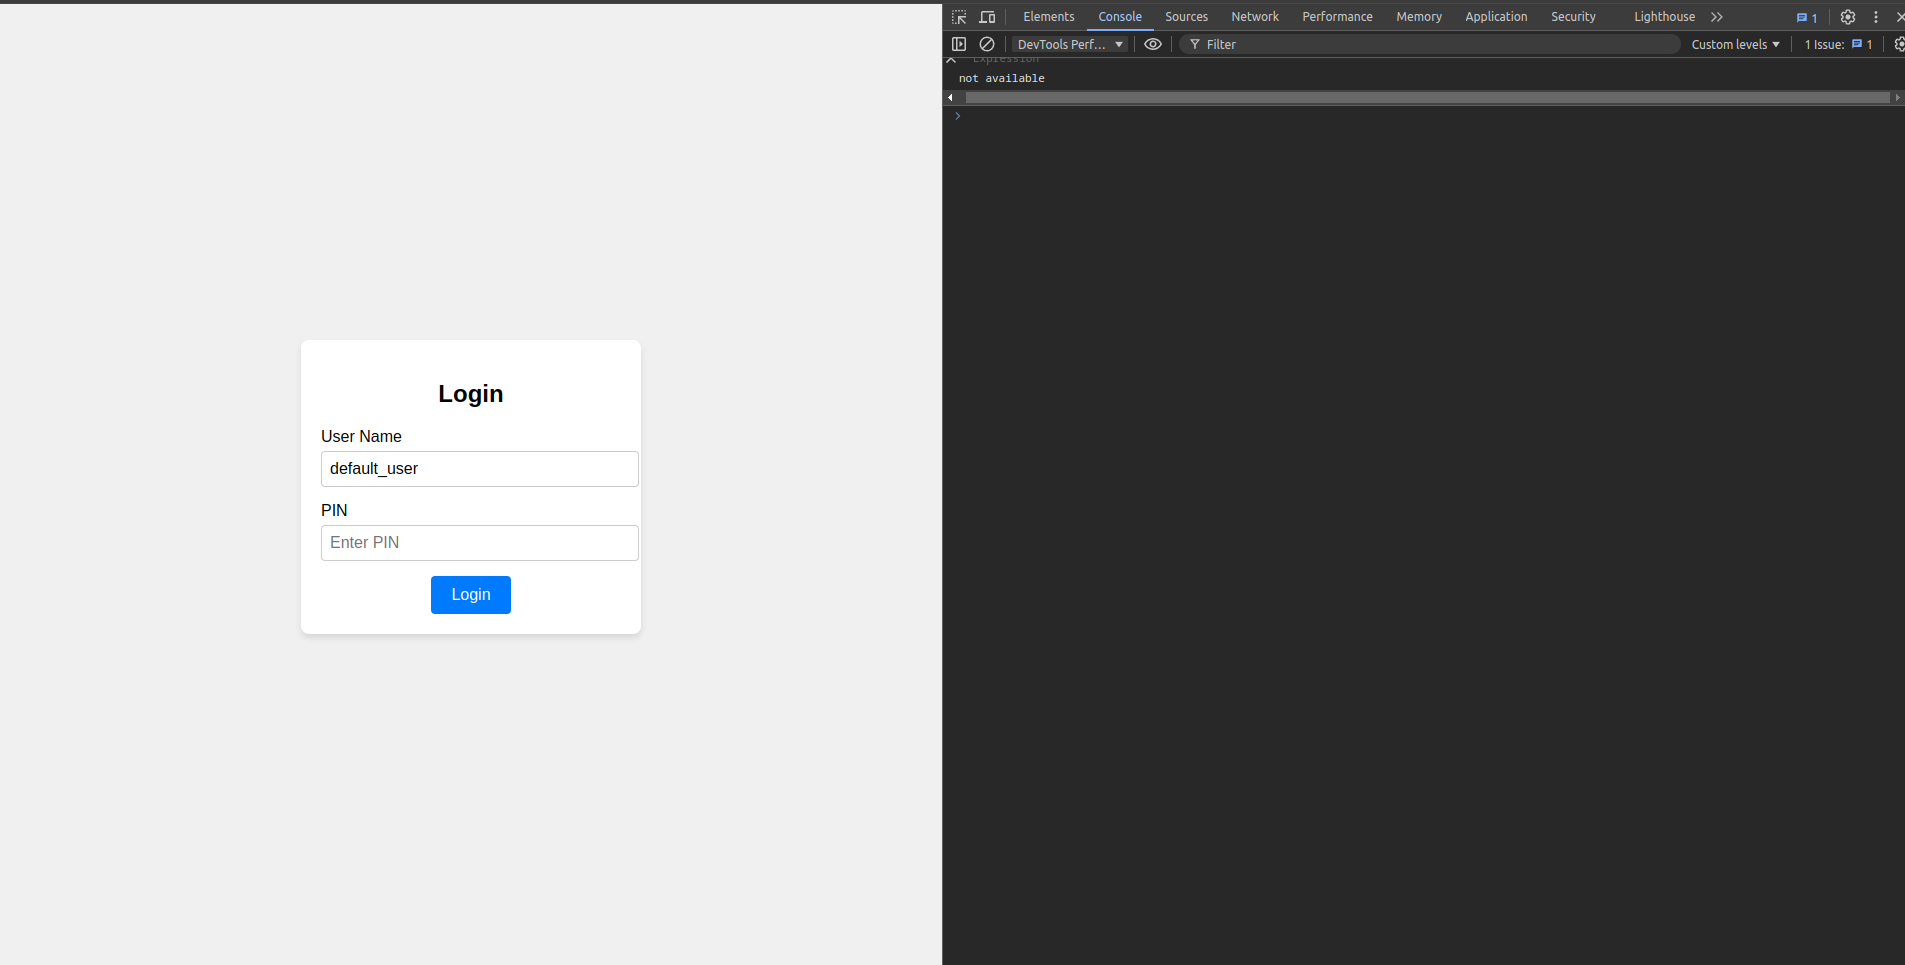 Login
User Name
default_user
PIN
Enter PIN
Login
Elements Console Sources Network Performance Memory Application Security Lighthouse 1
DevTools Perf... Filter Custom levels 1 Issue: 1
Expression
not available